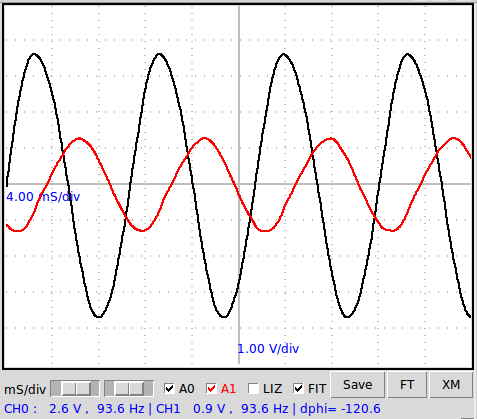 4.00 mS/div
1.00 V/div
mS/div A0 A1 LIZ FIT Save FT XM
CH0 : 2.6 V , 93.6 Hz | CH1 0.9 V , 93.6 Hz | dphi= -120.6